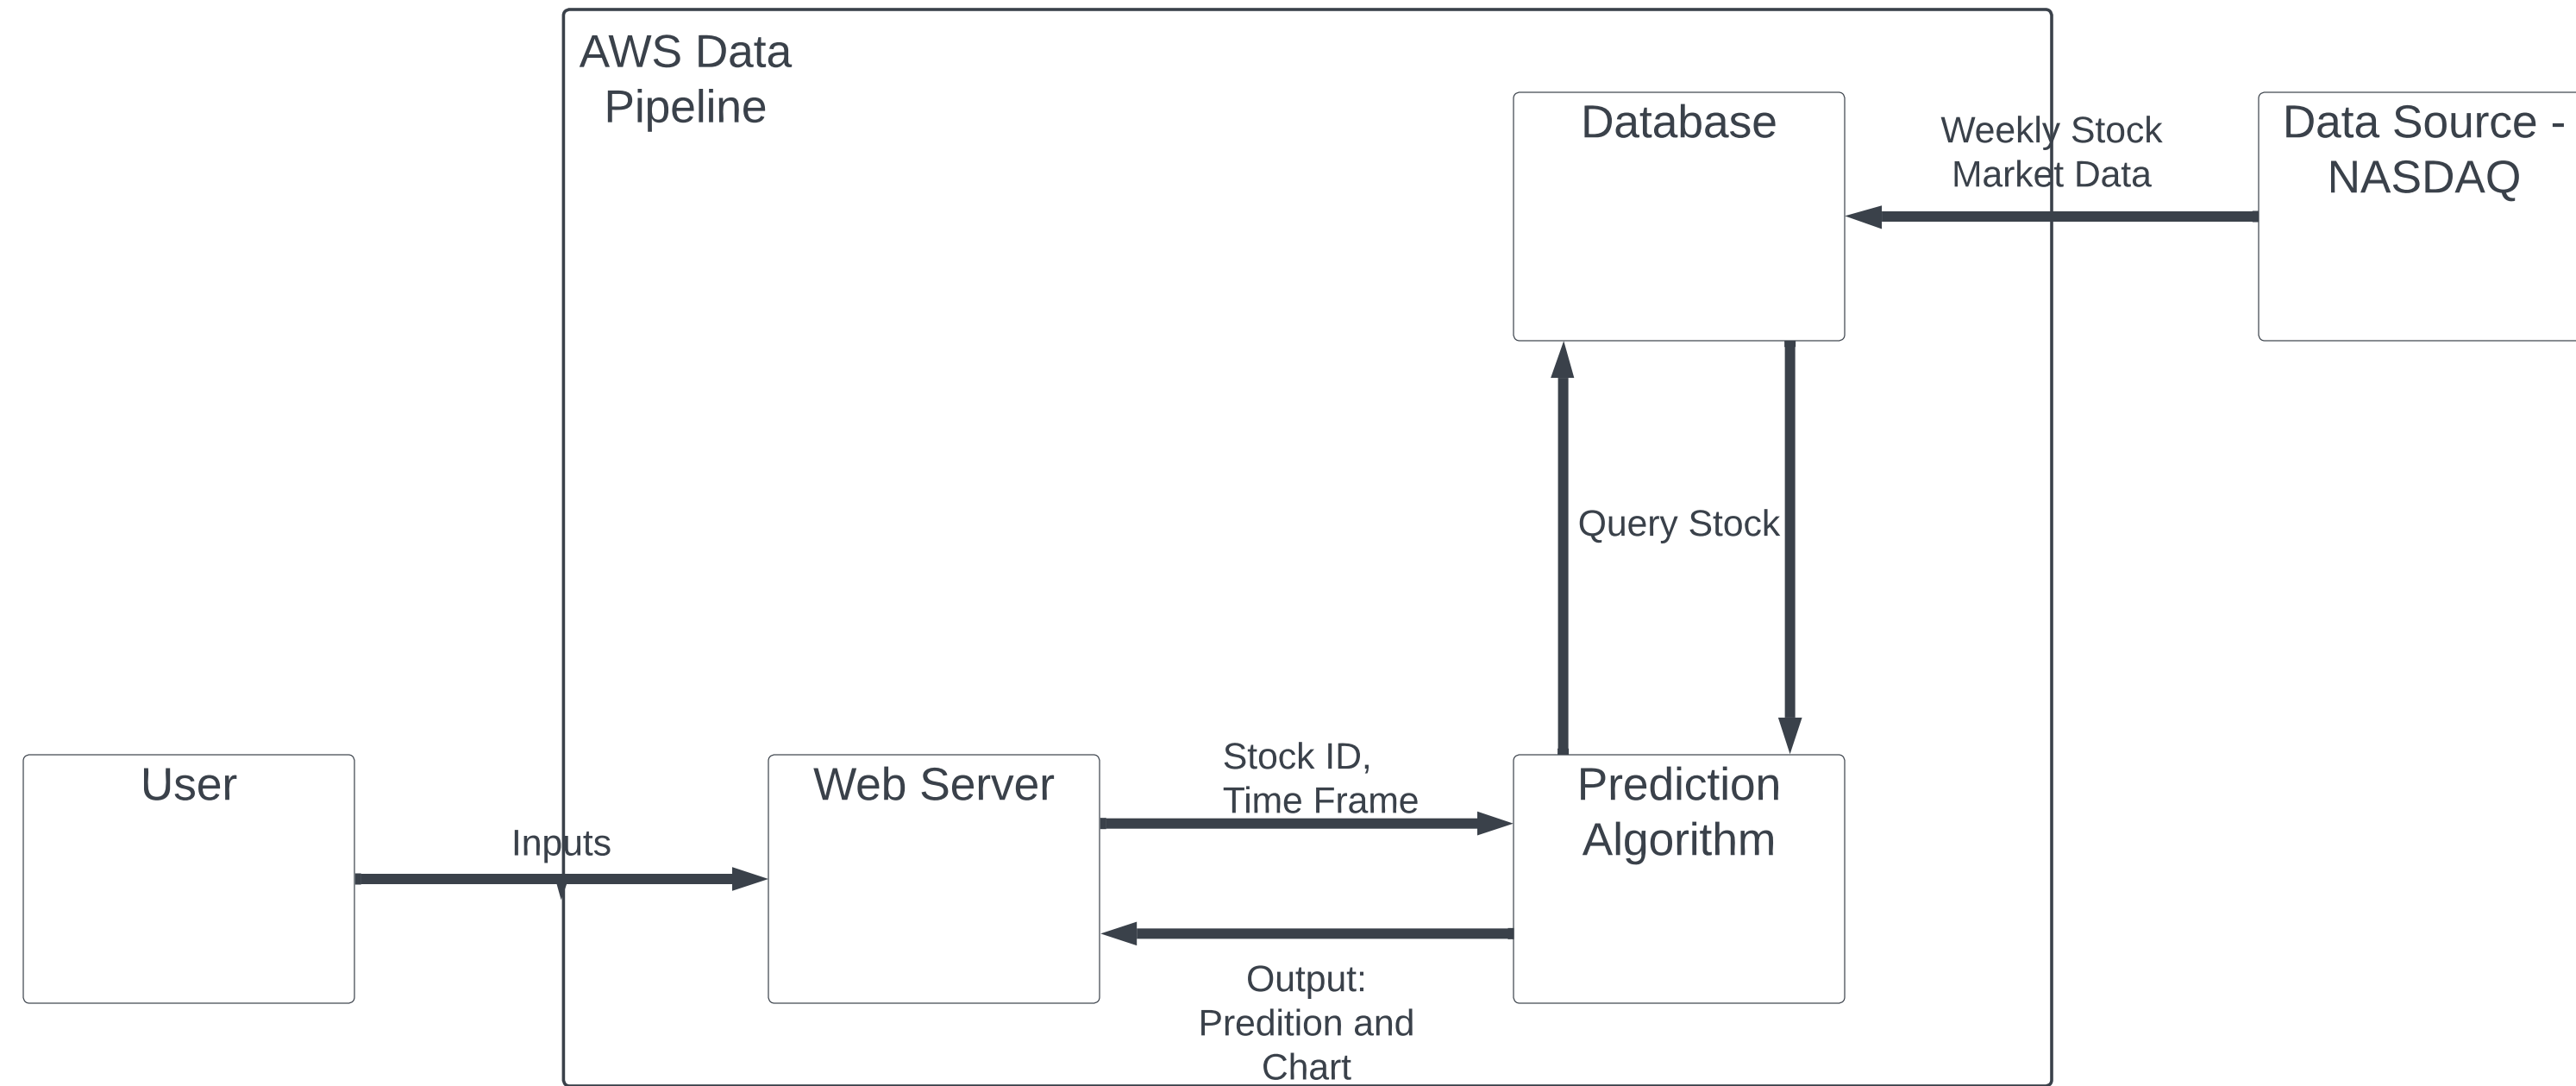 AWS Data
Pipeline
Database
Weekly Stock
Market Data
Data Source -
NASDAQ
Query Stock
User
Inputs
Web Server
Stock ID,
Time Frame
Prediction
Algorithm
Output:
Predition and
Chart